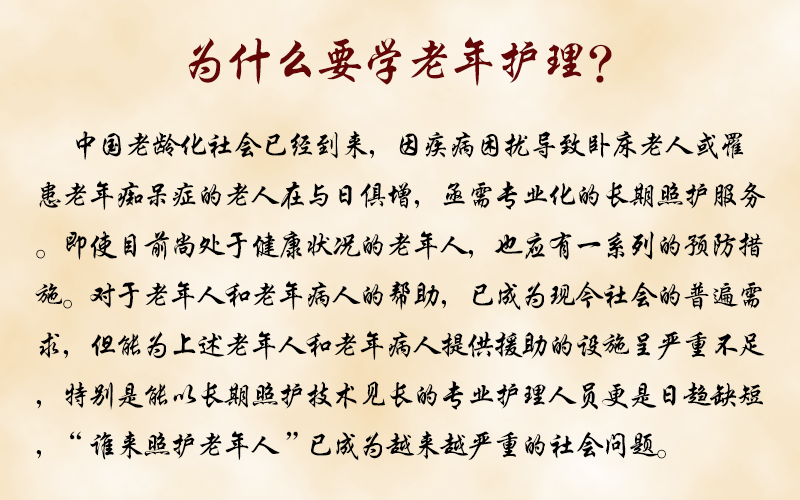 为什么要学老年护理?
中国老龄化社会已经到来，因疾病困扰导致卧床老人或罹
患老年痴呆症的老人在与日俱增，亟需专业化的长期照护服务
。即使目前尚处于健康状况的老年人，也应有一系列的预防措
施。对于老年人和老年病人的帮助，已成为现今社会的普遍需
求，但能为上述老年人和老年病人提供援助的设施呈严重不足
，特别是能以长期照护技术见长的专业护理人员更是日趋缺短
，“谁来照护老年人”已成为越来越严重的社会问题。